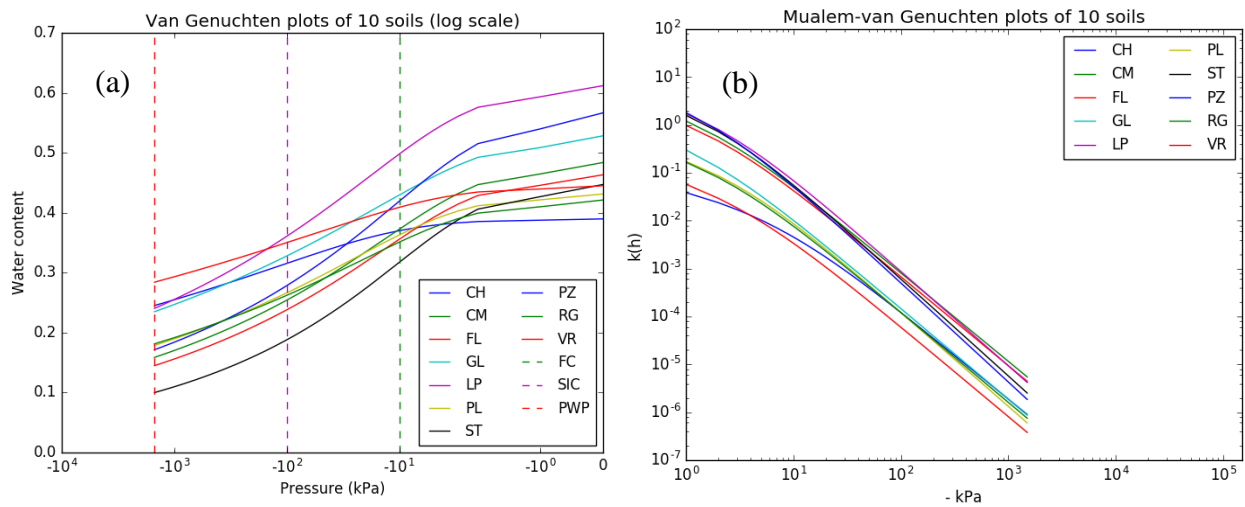 Van Genuchten plots of 10 soils (log scale)
(a)
Water content
0.7
0.6
0.5
0.4
0.3
0.2
0.1
0.0
-10^4
-10^3
-10^2
-10^1
-10^0
0
Pressure (kPa)
CH
CM
FL
GL
LP
PL
ST
PZ
RG
VR
FC
SIC
PWP
Mualem-van Genuchten plots of 10 soils
(b)
k(h)
10^2
10^1
10^0
10^-1
10^-2
10^-3
10^-4
10^-5
10^-6
10^-7
10^0
10^1
10^2
10^3
10^4
10^5
- kPa
CH
CM
FL
GL
LP
PL
ST
PZ
RG
VR